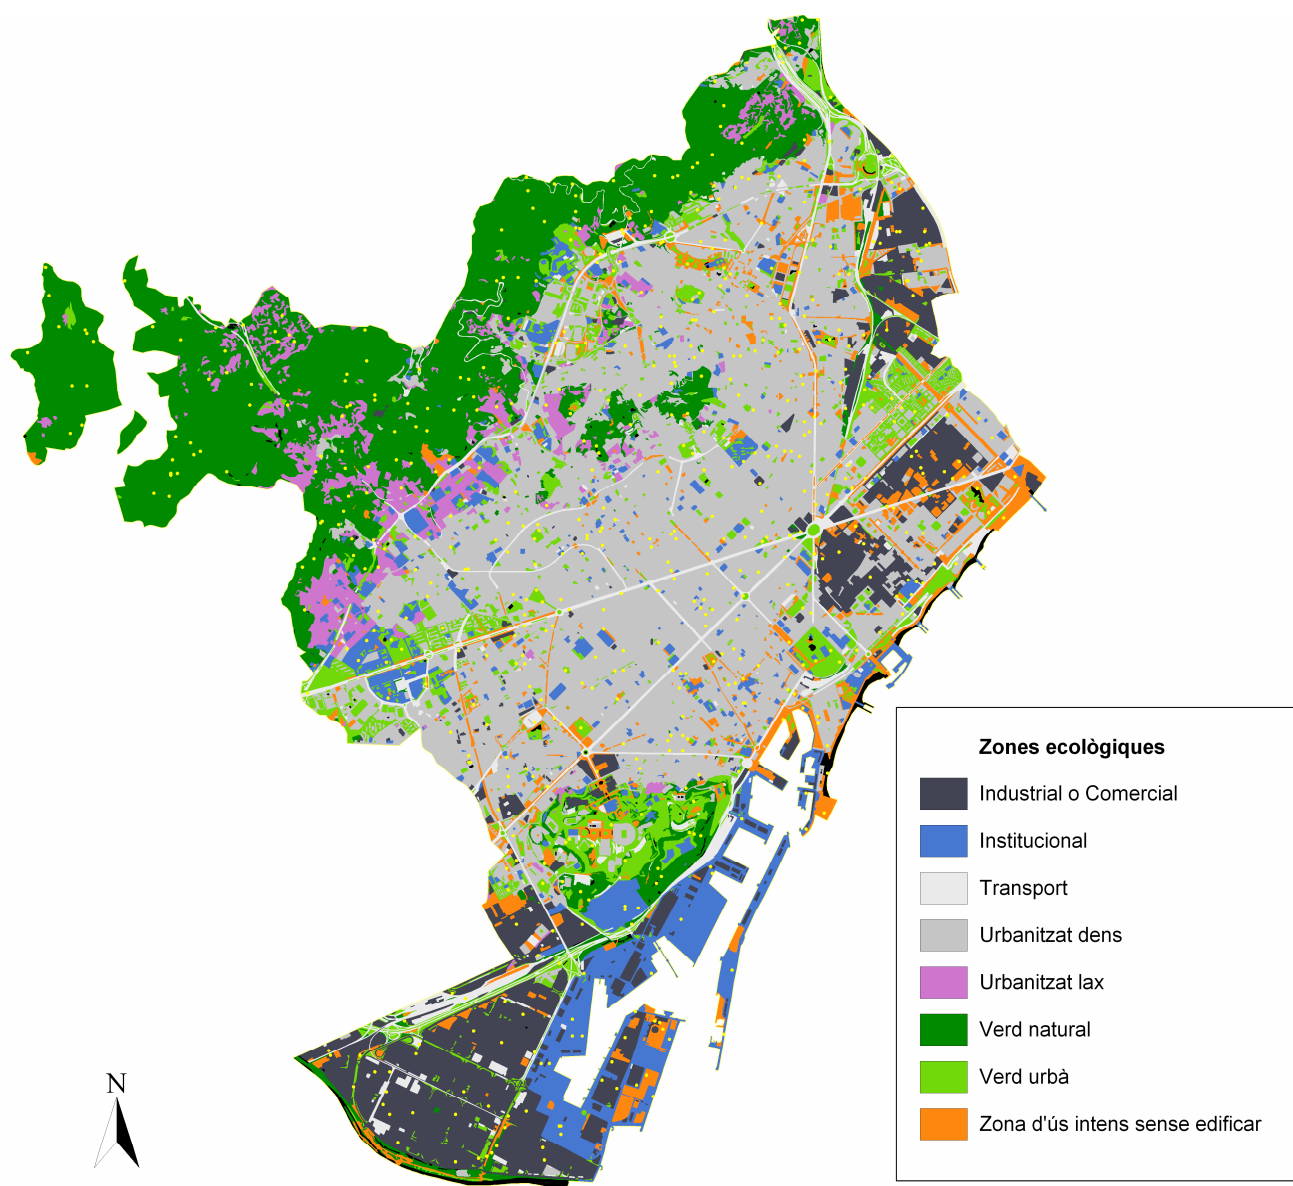 Zones ecològiques
Industrial o Comercial
Institucional
Transport
Urbanitzat dens
Urbanitzat lax
Verd natural
Verd urbà
Zona d'ús intens sense edificar
N